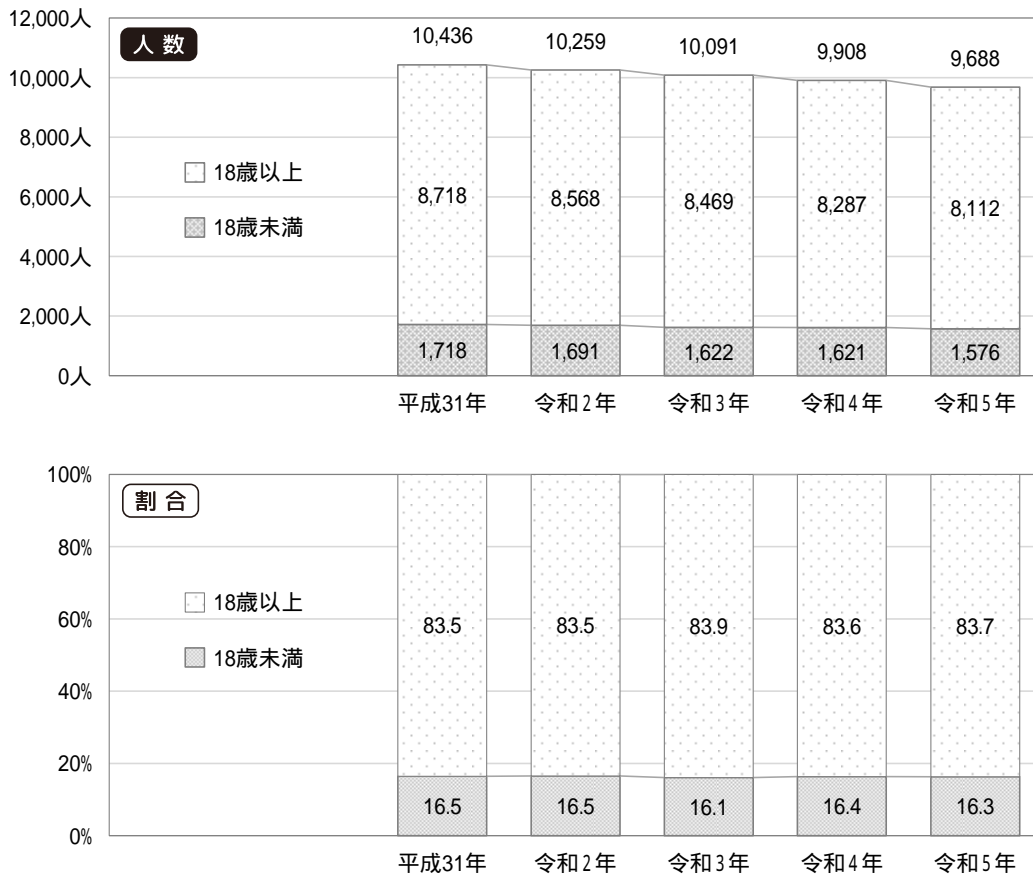 12,000人
人数
10,436
10,259
10,091
9,908
9,688
10,000人
8,000人
18歳以上
6,000人
8,718
8,568
8,469
8,287
8,112
18歳未満
4,000人
2,000人
1,718
1,691
1,622
1,621
1,576
0人
平成31年
令和2年
令和3年
令和4年
令和5年
100%
割合
80%
18歳以上
60%
83.5
83.5
83.9
83.6
83.7
18歳未満
40%
20%
16.5
16.5
16.1
16.4
16.3
0%
平成31年
令和2年
令和3年
令和4年
令和5年